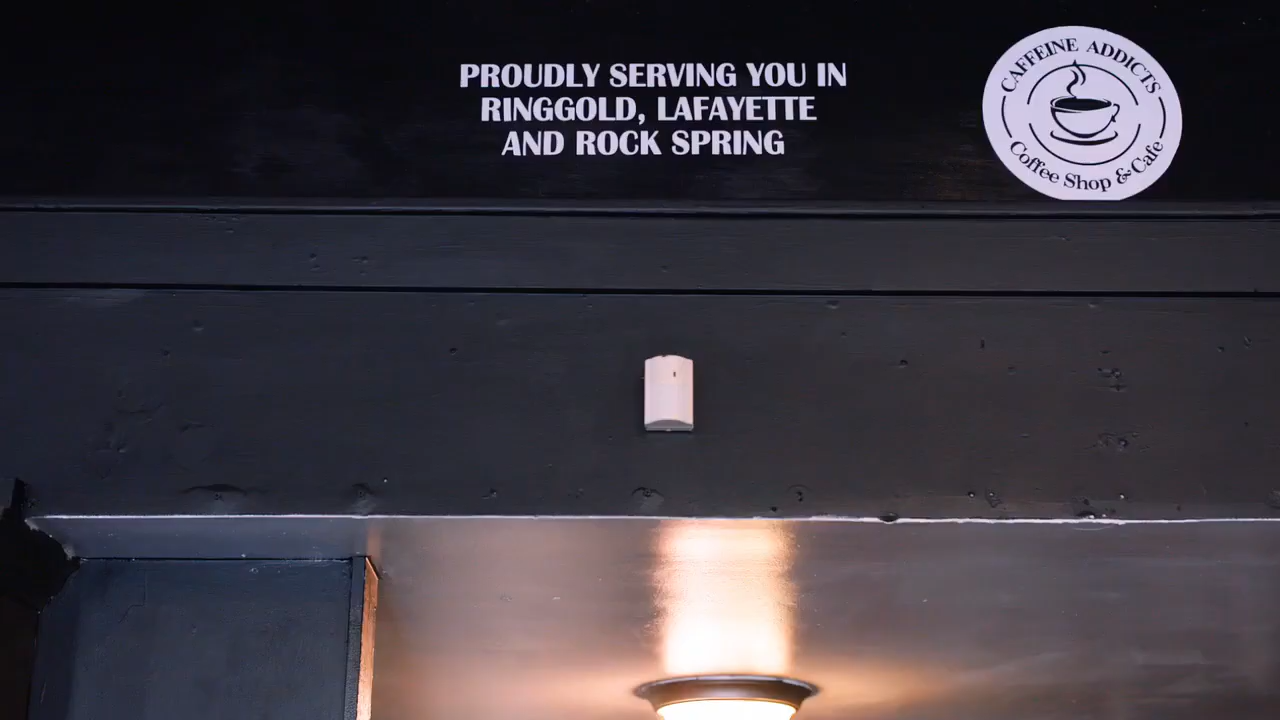 PROUDLY SERVING YOU IN
RINGGOLD, LAFAYETTE
AND ROCK SPRING
CAFFEINE ADDICTS
Coffee Shop & Cafe